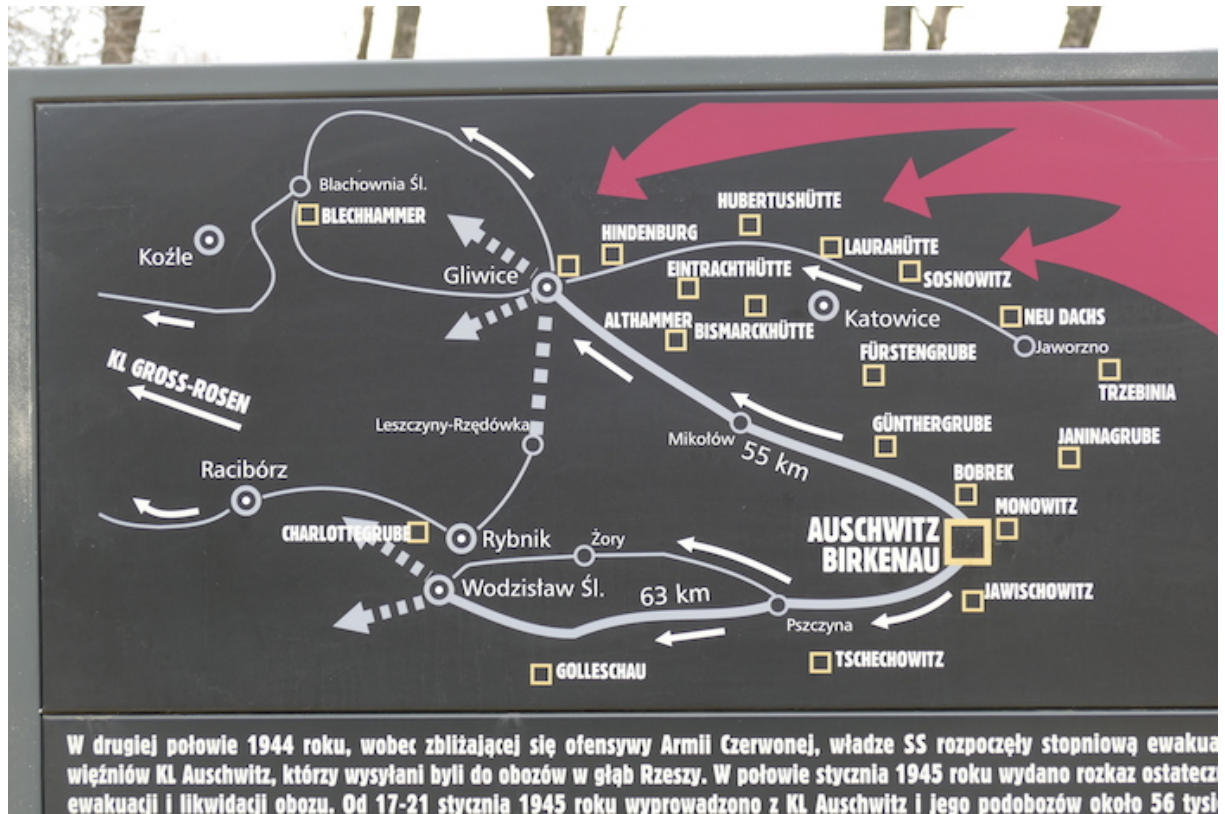 Blachownia Śl.
BLECHHAMMER
Koźle
Gliwice
HINDENBURG
HUBERTUSHÜTTE
LAURAHÜTTE
SOSNOWITZ
EINTRACHTHÜTTE
ALTHAMMER
BISMARCKHÜTTE
Katowice
NEU DACHS
Jaworzno
FÜRSTENGRUBE
TRZEBINIA
KL GROSS-ROSEN
Leszczyny-Rzędówka
Mikołów
55 km
GÜNTHERGRUBE
JANINAGRUBE
BOBREK
MONOWITZ
Racibórz
CHARLOTTEGRUBE
Rybnik
Żory
AUSCHWITZ
BIRKENAU
Wodzisław Śl.
63 km
Pszczyna
JAWISCHOWITZ
GOLLESCHAU
TSCHECHOWITZ
W drugiej połowie 1944 roku, wobec zbliżającej się ofensywy Armii Czerwonej, władze SS rozpoczęły stopniową ewakua
więźniów KL Auschwitz, którzy wysyłani byli do obozów w głąb Rzeszy. W połowie stycznia 1945 roku wydano rozkaz ostatecz
ewakuacji i likwidacji obozu. Od 17-21 stycznia 1945 roku wyprowadzono z KL Auschwitz i jego podobozów około 56 tysi